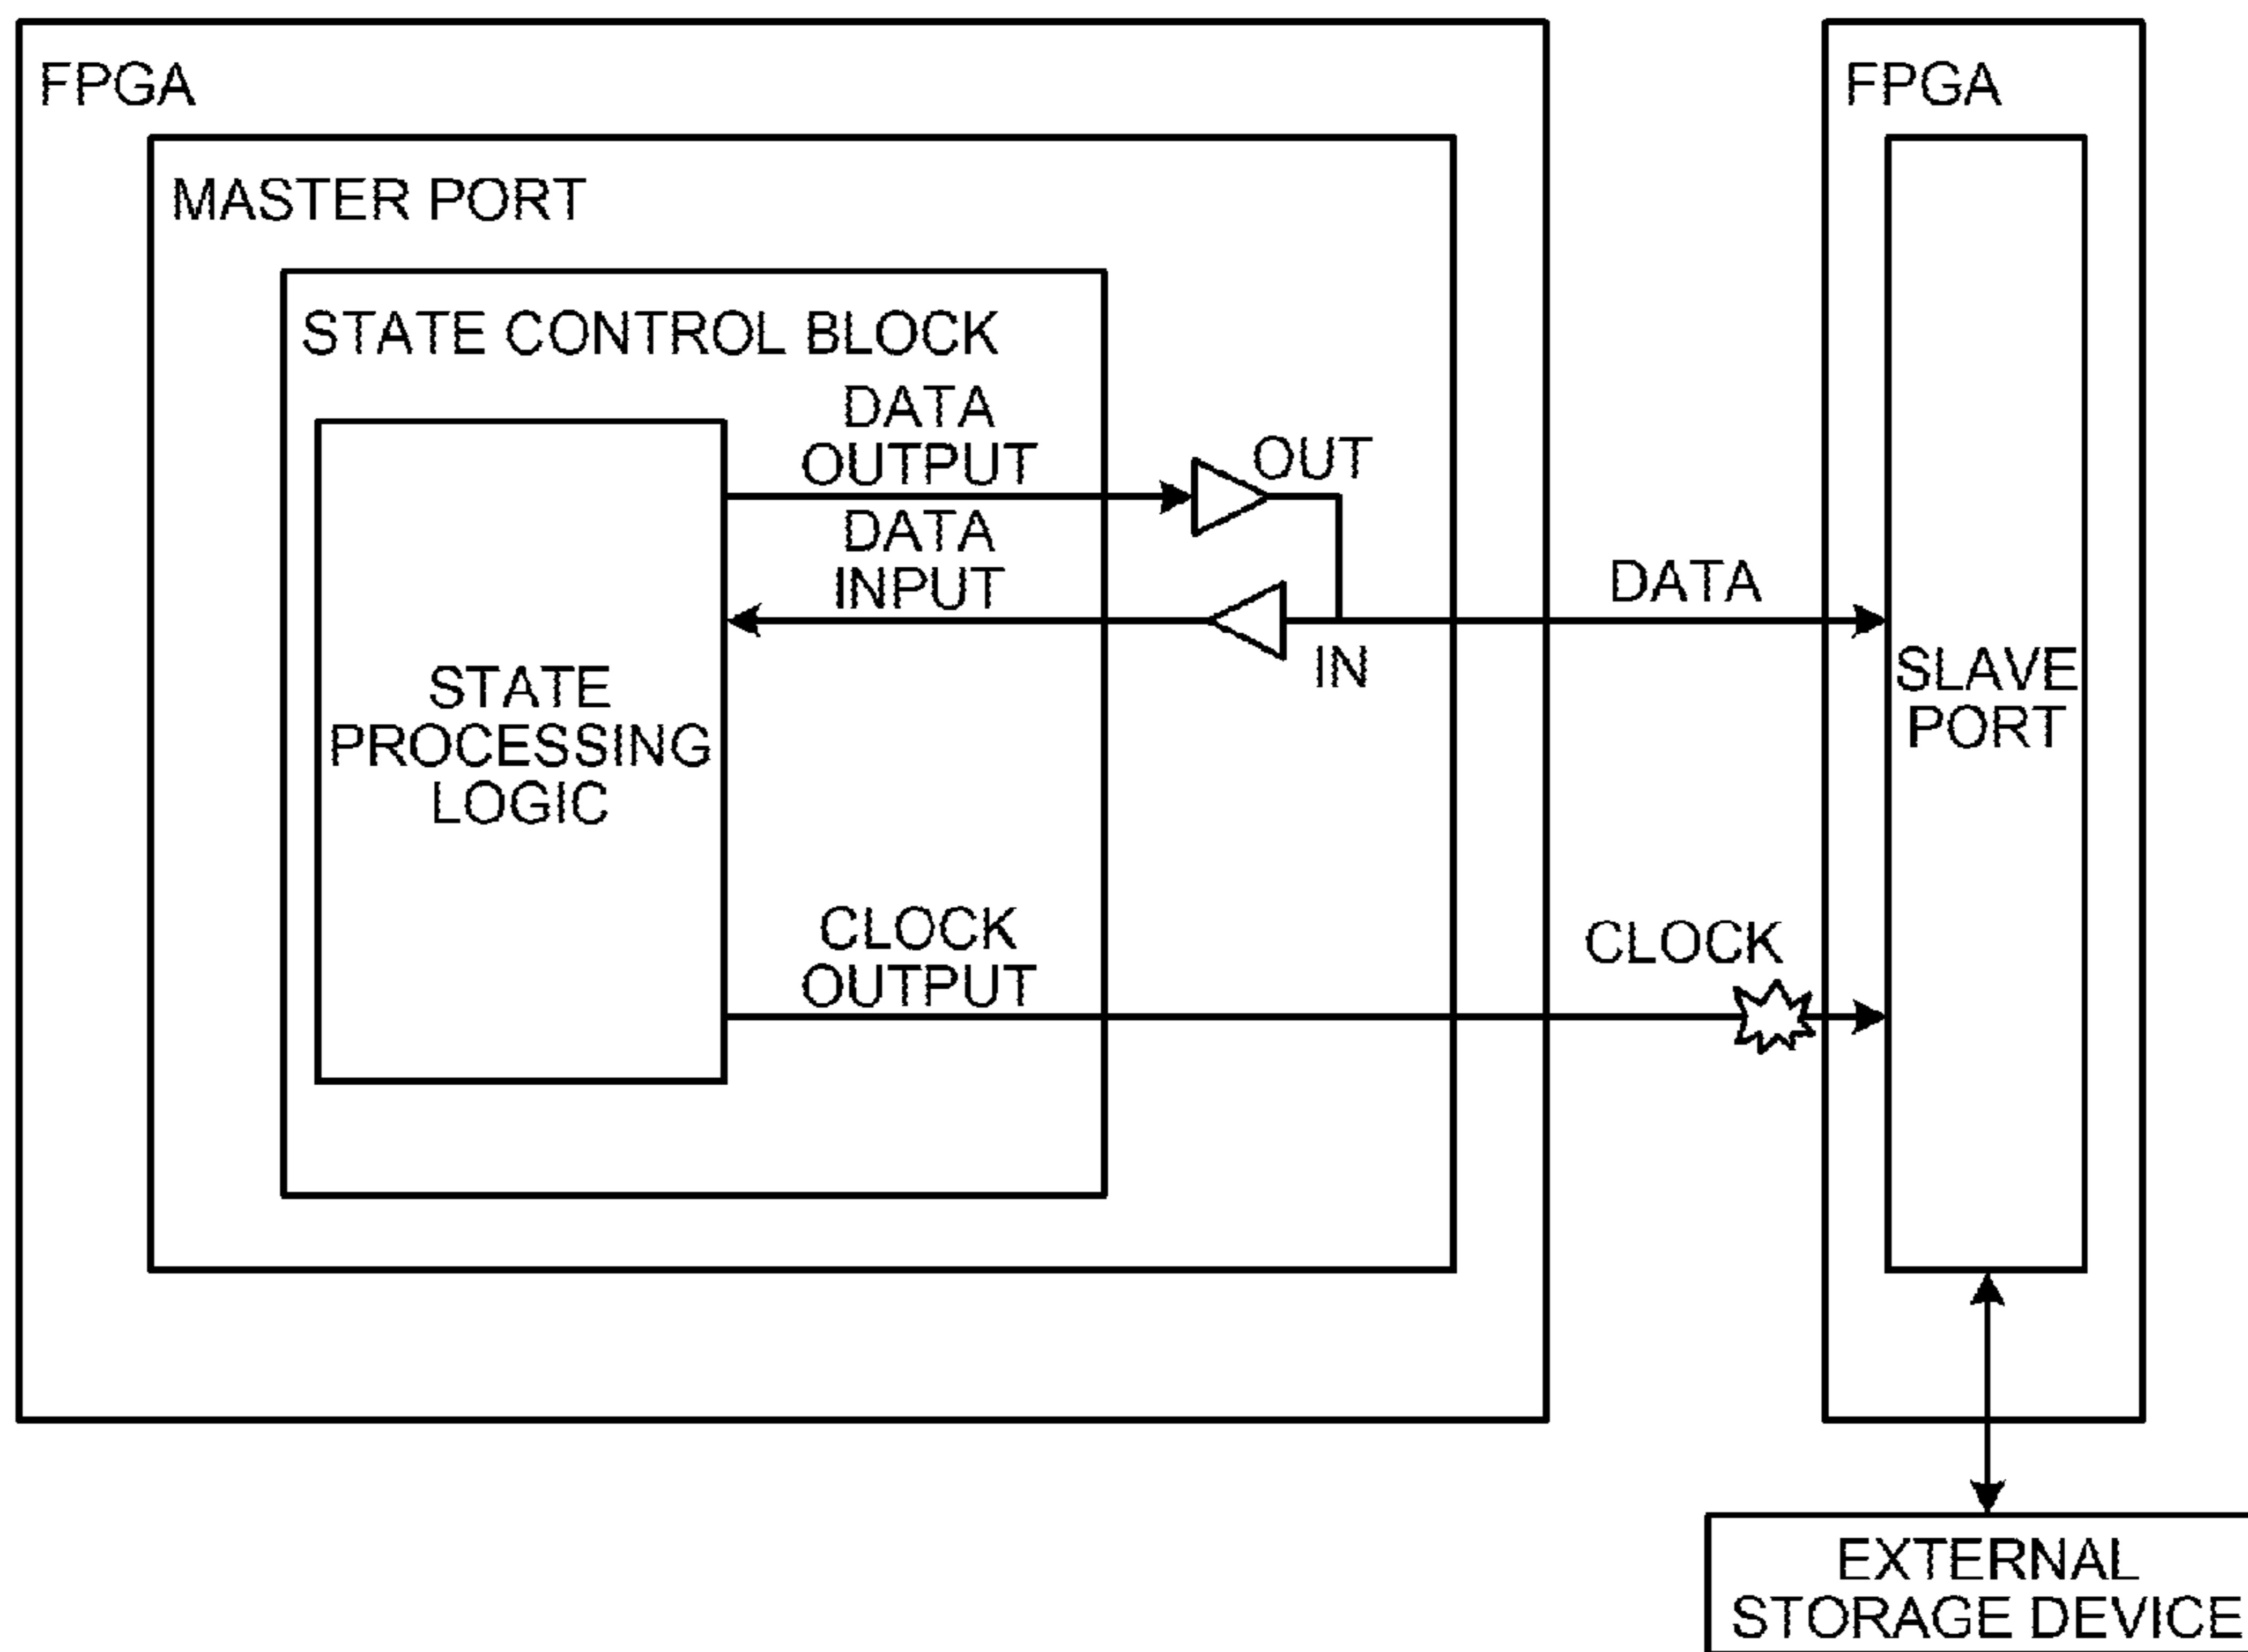 FPGA
MASTER PORT
STATE CONTROL BLOCK
DATA
OUTPUT
OUT
DATA
INPUT
IN
STATE
PROCESSING
LOGIC
CLOCK
OUTPUT
DATA
CLOCK
FPGA
SLAVE
PORT
EXTERNAL
STORAGE DEVICE